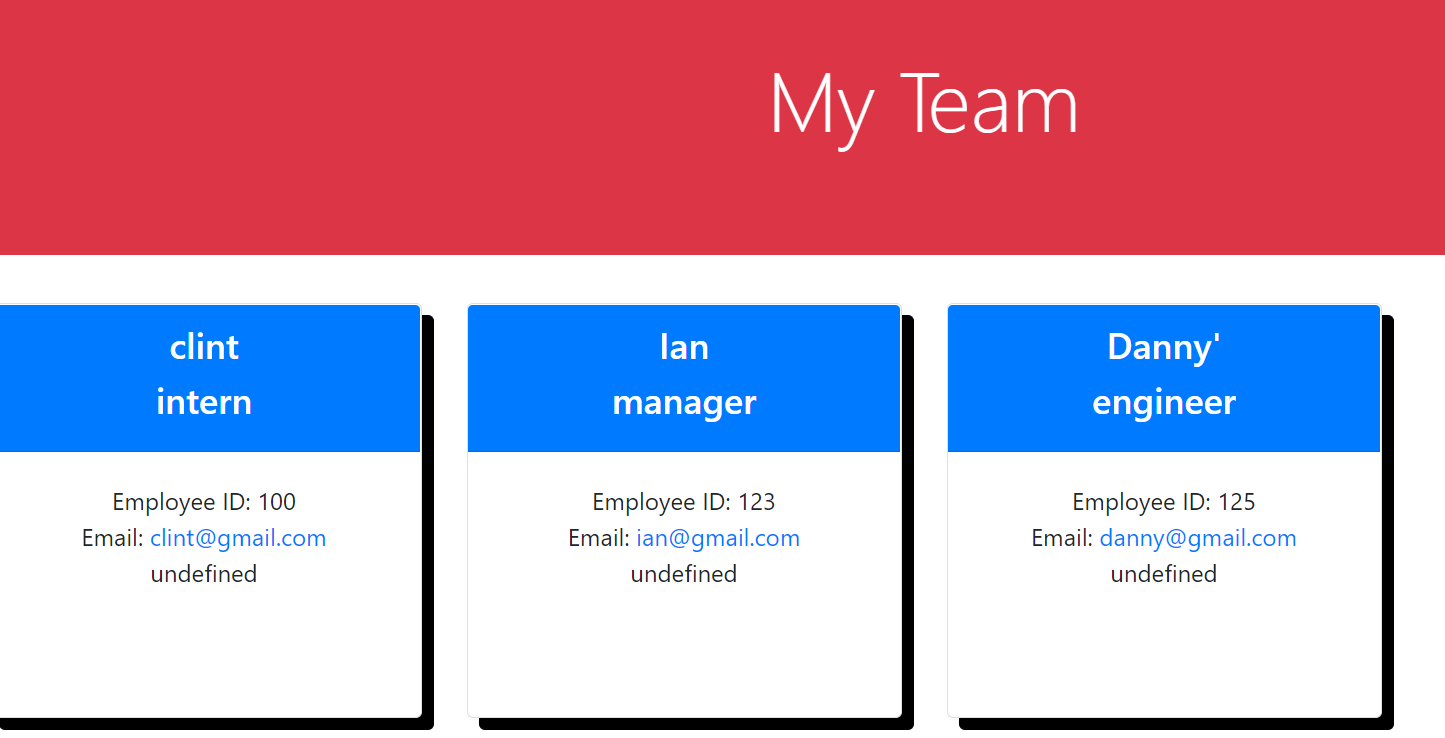 My Team
clint
intern
Employee ID: 100
Email: clint@gmail.com
undefined
Ian
manager
Employee ID: 123
Email: ian@gmail.com
undefined
Danny'
engineer
Employee ID: 125
Email: danny@gmail.com
undefined